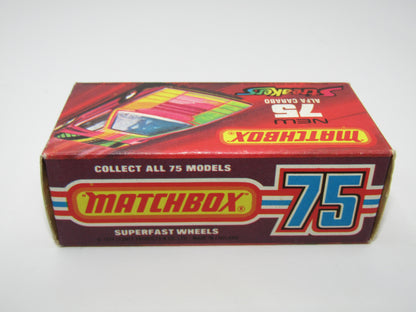 Streakers
ALFA CARABO
75
NEW
MATCHBOX
COLLECT ALL 75 MODELS
MATCHBOX®
75
SUPERFAST WHEELS